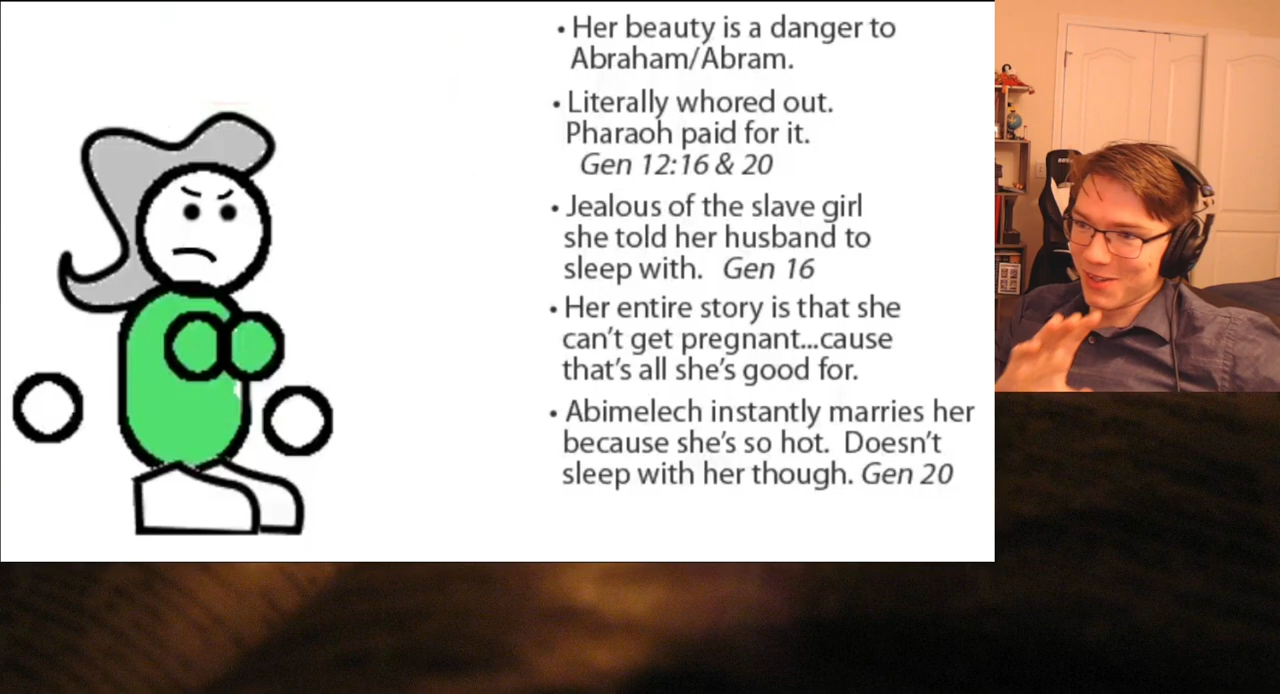 • Her beauty is a danger to
Abraham/Abram.
• Literally whored out.
Pharaoh paid for it.
Gen 12:16 & 20
• Jealous of the slave girl
she told her husband to
sleep with. Gen 16
• Her entire story is that she
can't get pregnant...cause
that's all she's good for.
• Abimelech instantly marries her
because she's so hot. Doesn't
sleep with her though. Gen 20